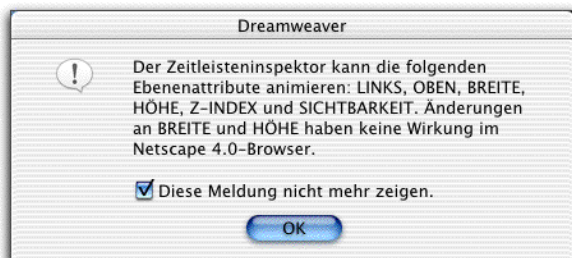 Dreamweaver
Der Zeitleisteninspektor kann die folgenden
Ebenenattribute animieren: LINKS, OBEN, BREITE,
HÖHE, Z-INDEX und SICHTBARKEIT. Änderungen
an BREITE und HÖHE haben keine Wirkung im
Netscape 4.0-Browser.
Diese Meldung nicht mehr zeigen.
OK